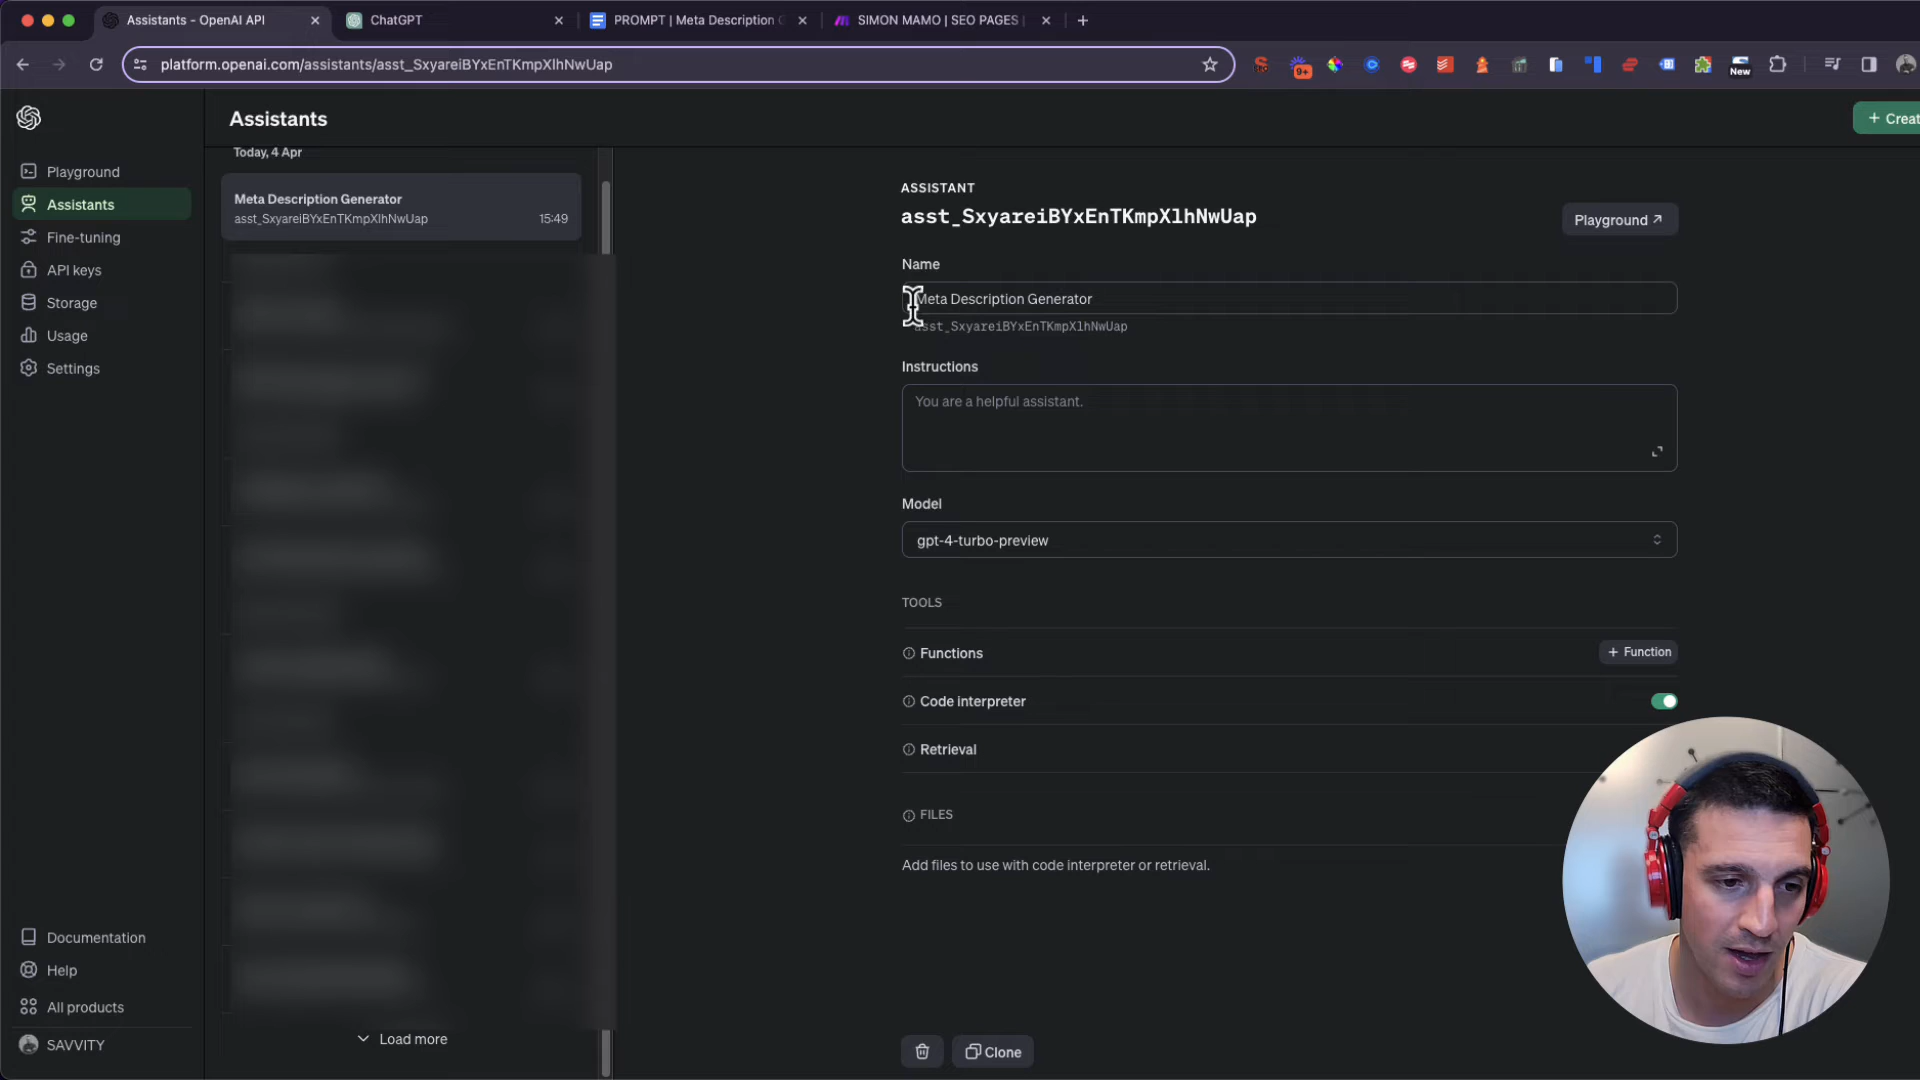 Assistants - OpenAI API
ChatGPT
PROMPT | Meta Description
SIMON MAMO | SEO PAGES |
platform.openai.com/assistants/asst_SxyareiBYxEnTKmpXlhNwUap
9+
New
Assistants
+ Creat
Playground
Assistants
Fine-tuning
API keys
Storage
Usage
Settings
Today, 4 Apr
Meta Description Generator
asst_SxyareiBYxEnTKmpXlhNwUap
15:49
Load more
ASSISTANT
asst_SxyareiBYxEnTKmpXlhNwUap
Playground
Name
Meta Description Generator
asst_SxyareiBYxEnTKmpXlhNwUap
Instructions
You are a helpful assistant.
Model
gpt-4-turbo-preview
TOOLS
Functions
+ Function
Code interpreter
Retrieval
FILES
Add files to use with code interpreter or retrieval.
Clone
Documentation
Help
All products
SAVVITY